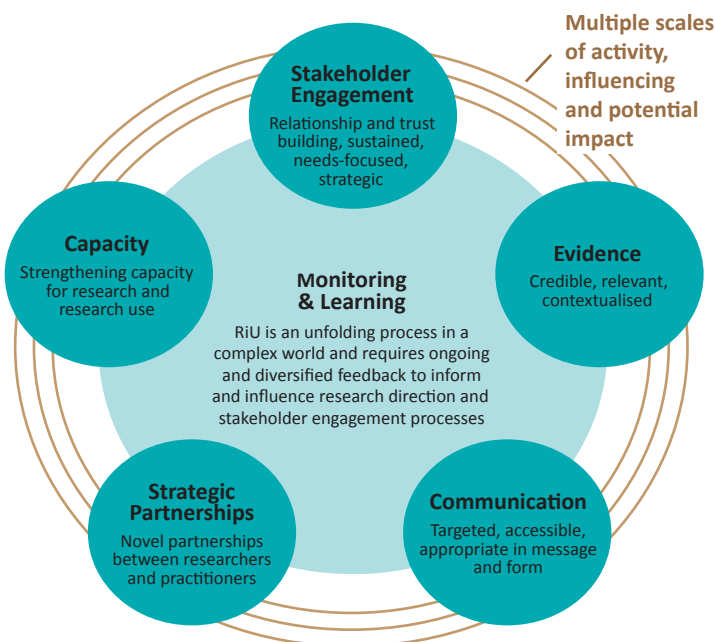 Multiple scales
of activity,
influencing
and potential
impact
Stakeholder
Engagement
Relationship and trust
building, sustained,
needs-focused,
strategic
Capacity
Strengthening capacity
for research and
research use
Evidence
Credible, relevant,
contextualised
Monitoring
& Learning
RiU is an unfolding process in a
complex world and requires ongoing
and diversified feedback to inform
and influence research direction and
stakeholder engagement processes
Strategic
Partnerships
Novel partnerships
between researchers
and practitioners
Communication
Targeted, accessible,
appropriate in message
and form